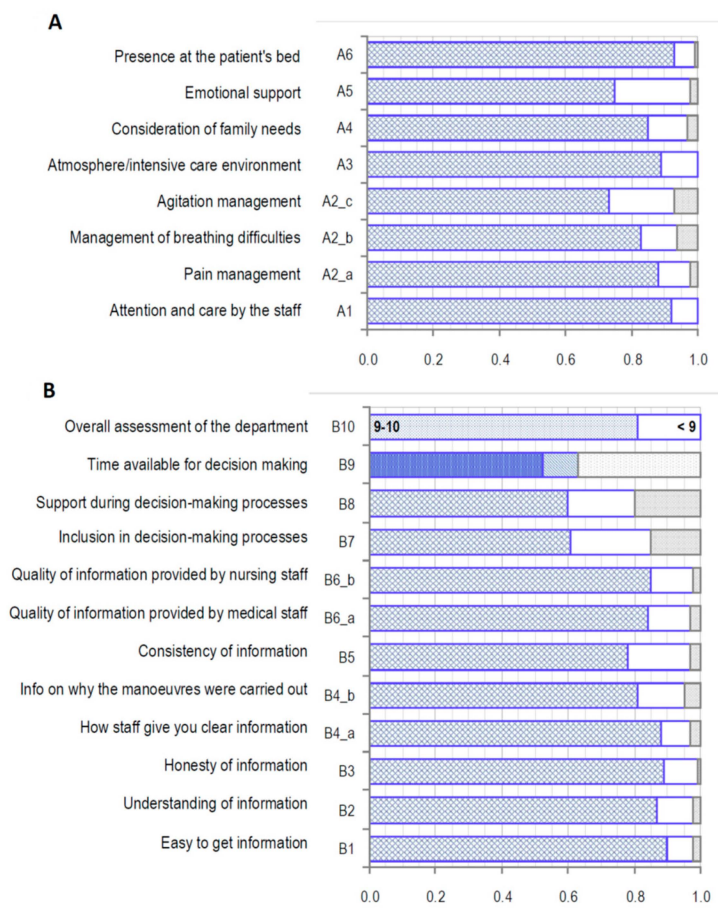 A
Presence at the patient's bed A6
Emotional support A5
Consideration of family needs A4
Atmosphere/intensive care environment A3
Agitation management A2_c
Management of breathing difficulties A2_b
Pain management A2_a
Attention and care by the staff A1
0.0 0.2 0.4 0.6 0.8 1.0
B
Overall assessment of the department B10 9-10 < 9
Time available for decision making B9
Support during decision-making processes B8
Inclusion in decision-making processes B7
Quality of information provided by nursing staff B6_b
Quality of information provided by medical staff B6_a
Consistency of information B5
Info on why the manoeuvres were carried out B4_b
How staff give you clear information B4_a
Honesty of information B3
Understanding of information B2
Easy to get information B1
0.0 0.2 0.4 0.6 0.8 1.0